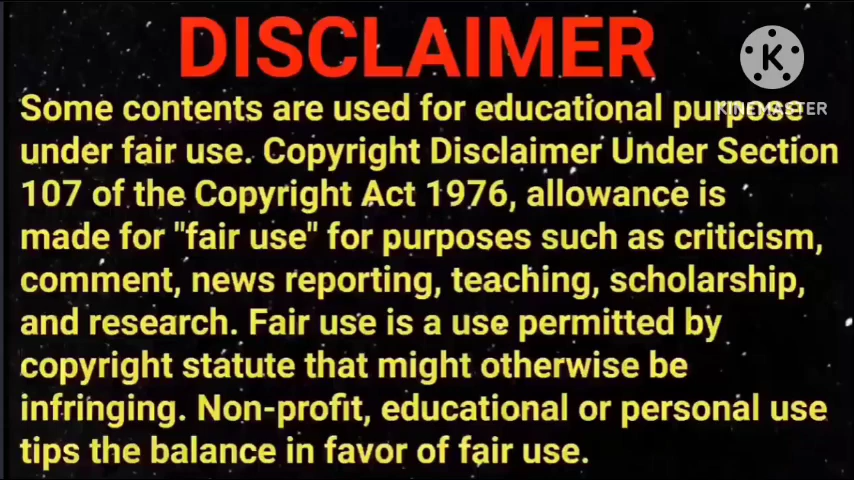 DISCLAIMER
K
KINEMASTER
Some contents are used for educational purposes
under fair use. Copyright Disclaimer Under Section
107 of the Copyright Act 1976, allowance is
made for "fair use" for purposes such as criticism,
comment, news reporting, teaching, scholarship,
and research. Fair use is a use permitted by
copyright statute that might otherwise be
infringing. Non-profit, educational or personal use
tips the balance in favor of fair use.